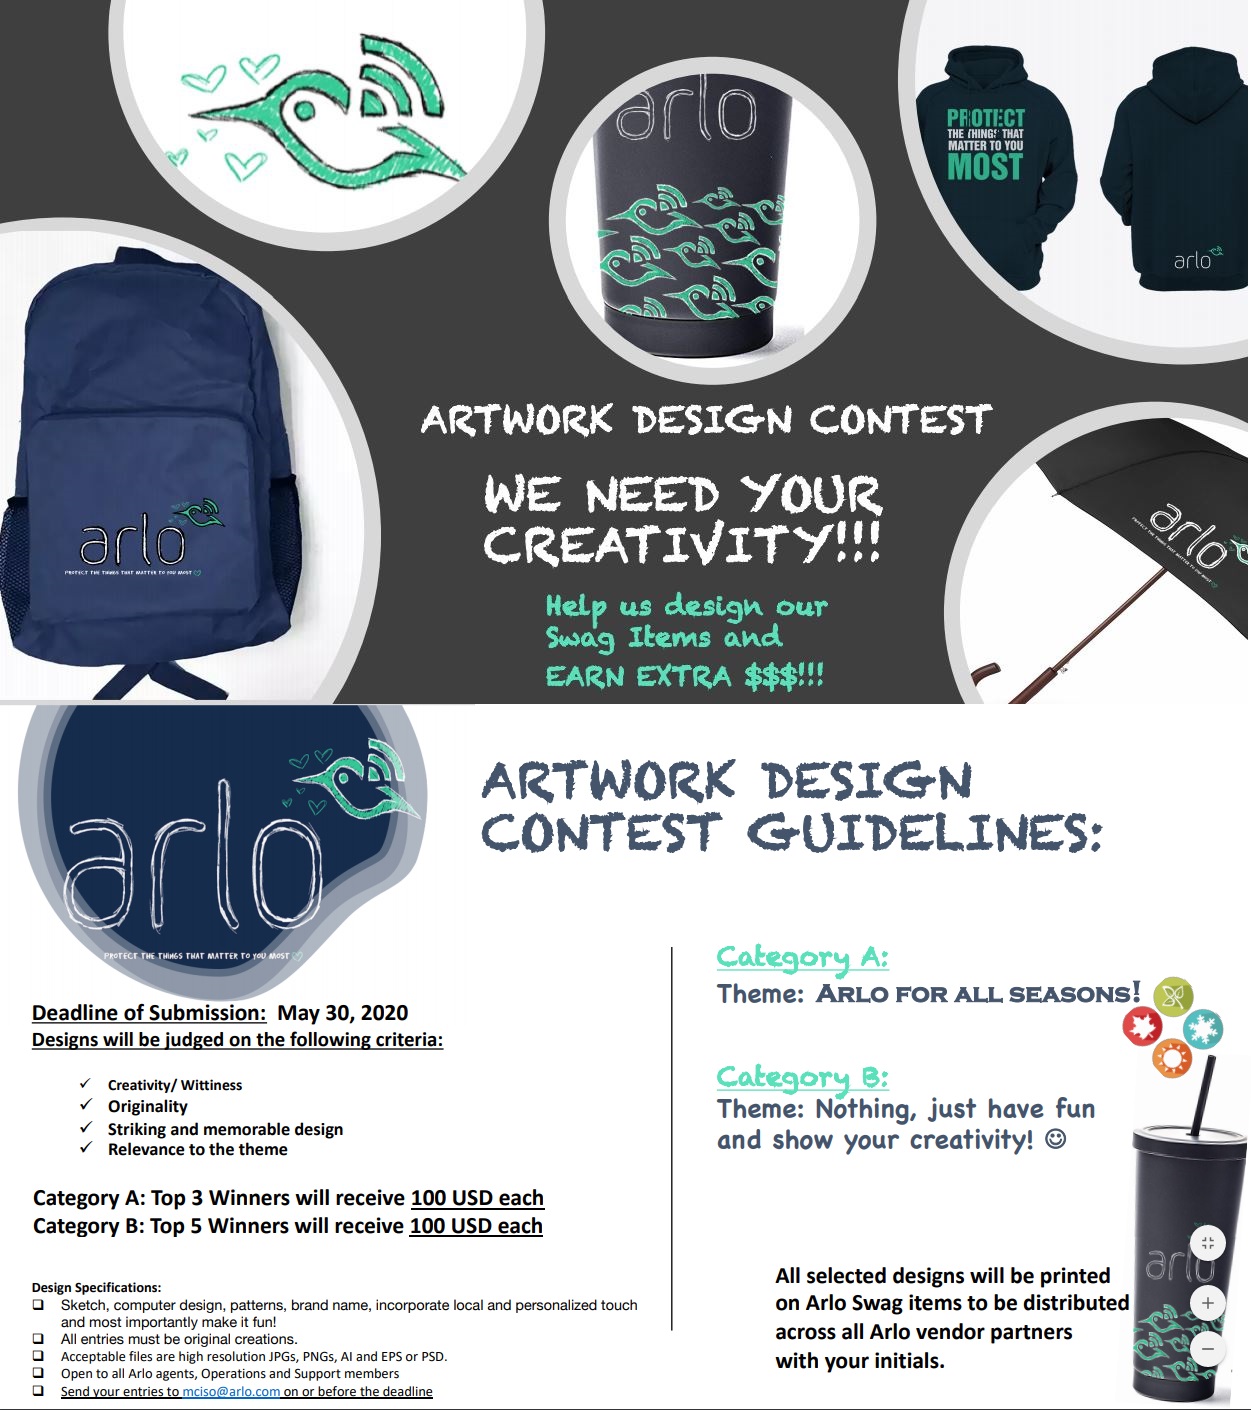 arlo
PROTECT
THE THINGS THAT
MATTER TO YOU
MOST
arlo
arlo
PROTECT THE THINGS THAT MATTER TO YOU MOST
arlo
PROTECT THE THINGS THAT MATTER TO YOU MOST
ARTWORK DESIGN CONTEST
WE NEED YOUR
CREATIVITY!!!
Help us design our
Swag Items and
EARN EXTRA $$$!!!
arlo
PROTECT THE THINGS THAT MATTER TO YOU MOST
ARTWORK DESIGN
CONTEST GUIDELINES:
Deadline of Submission: May 30, 2020
Designs will be judged on the following criteria:
✓ Creativity/ Wittiness
✓ Originality
✓ Striking and memorable design
✓ Relevance to the theme
Category A: Top 3 Winners will receive 100 USD each
Category B: Top 5 Winners will receive 100 USD each
Design Specifications:
❑ Sketch, computer design, patterns, brand name, incorporate local and personalized touch
and most importantly make it fun!
❑ All entries must be original creations.
❑ Acceptable files are high resolution JPGs, PNGs, AI and EPS or PSD.
❑ Open to all Arlo agents, Operations and Support members
❑ Send your entries to mciso@arlo.com on or before the deadline
Category A:
Theme: ARLO FOR ALL SEASONS!
Category B:
Theme: Nothing, just have fun
and show your creativity! ☺
All selected designs will be printed
on Arlo Swag items to be distributed
across all Arlo vendor partners
with your initials.
arlo